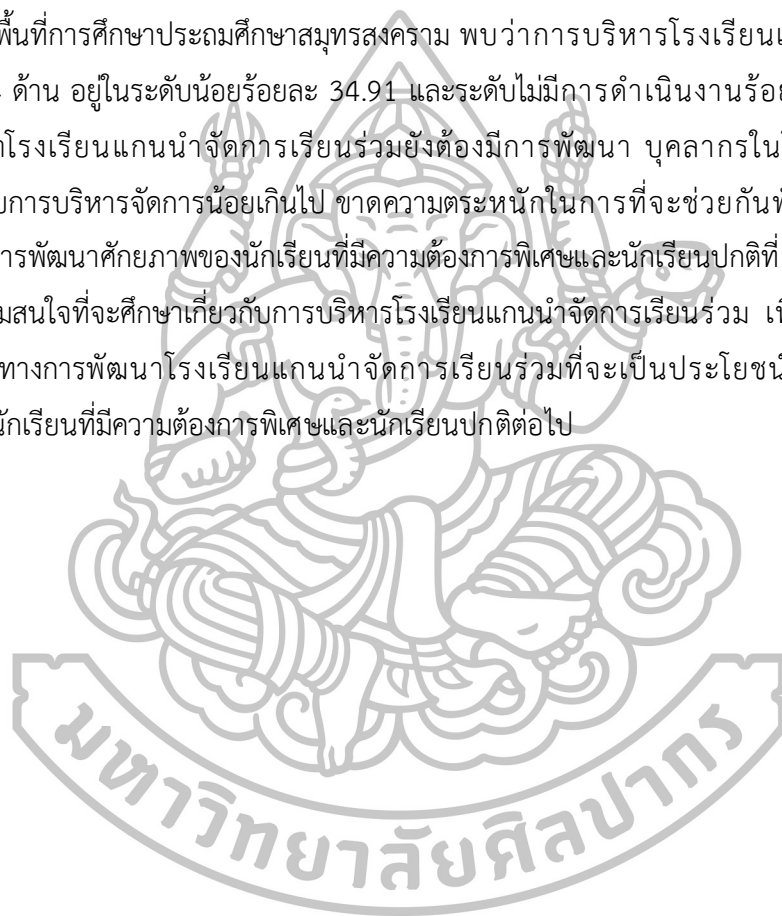 พื้นที่การศึกษาประถมศึกษาสมุทรสงคราม พบว่าการบริหารโรงเรียน
ด้าน อยู่ในระดับน้อยร้อยละ 34.91 และระดับไม่มีการดำเนินงานร้อย
โรงเรียนแกนนำจัดการเรียนร่วมยังต้องมีการพัฒนา บุคลากรใน
การบริหารจัดการน้อยเกินไป ขาดความตระหนักในการที่จะช่วยกัน
การพัฒนาศักยภาพของนักเรียนที่มีความต้องการพิเศษและนักเรียนปกติที่
สนใจที่จะศึกษาเกี่ยวกับการบริหารโรงเรียนแกนนำจัดการเรียนร่วม
ทางการพัฒนาโรงเรียนแกนนำจัดการเรียนร่วมที่จะเป็นประโยชน์
นักเรียนที่มีความต้องการพิเศษและนักเรียนปกติต่อไป
มหาวิทยาลัยศิลปากร